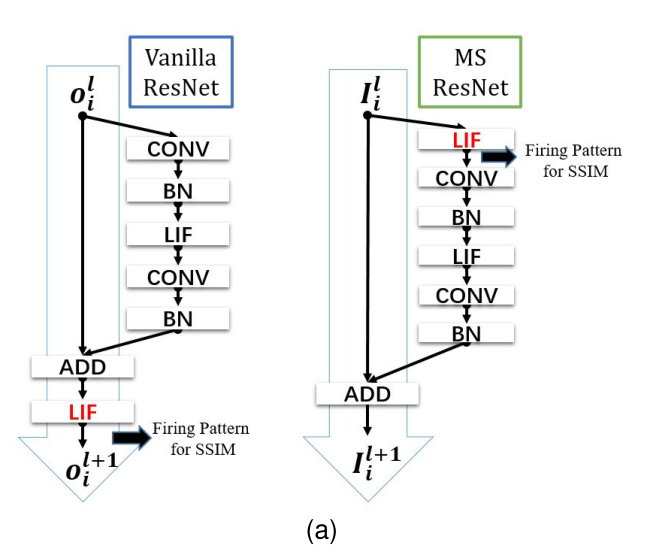 Vanilla
ResNet
o_i^l
CONV
BN
LIF
CONV
BN
ADD
LIF
Firing Pattern
for SSIM
o_i^{l+1}
MS
ResNet
I_i^l
LIF
Firing Pattern
for SSIM
CONV
BN
LIF
CONV
BN
ADD
I_i^{l+1}
(a)